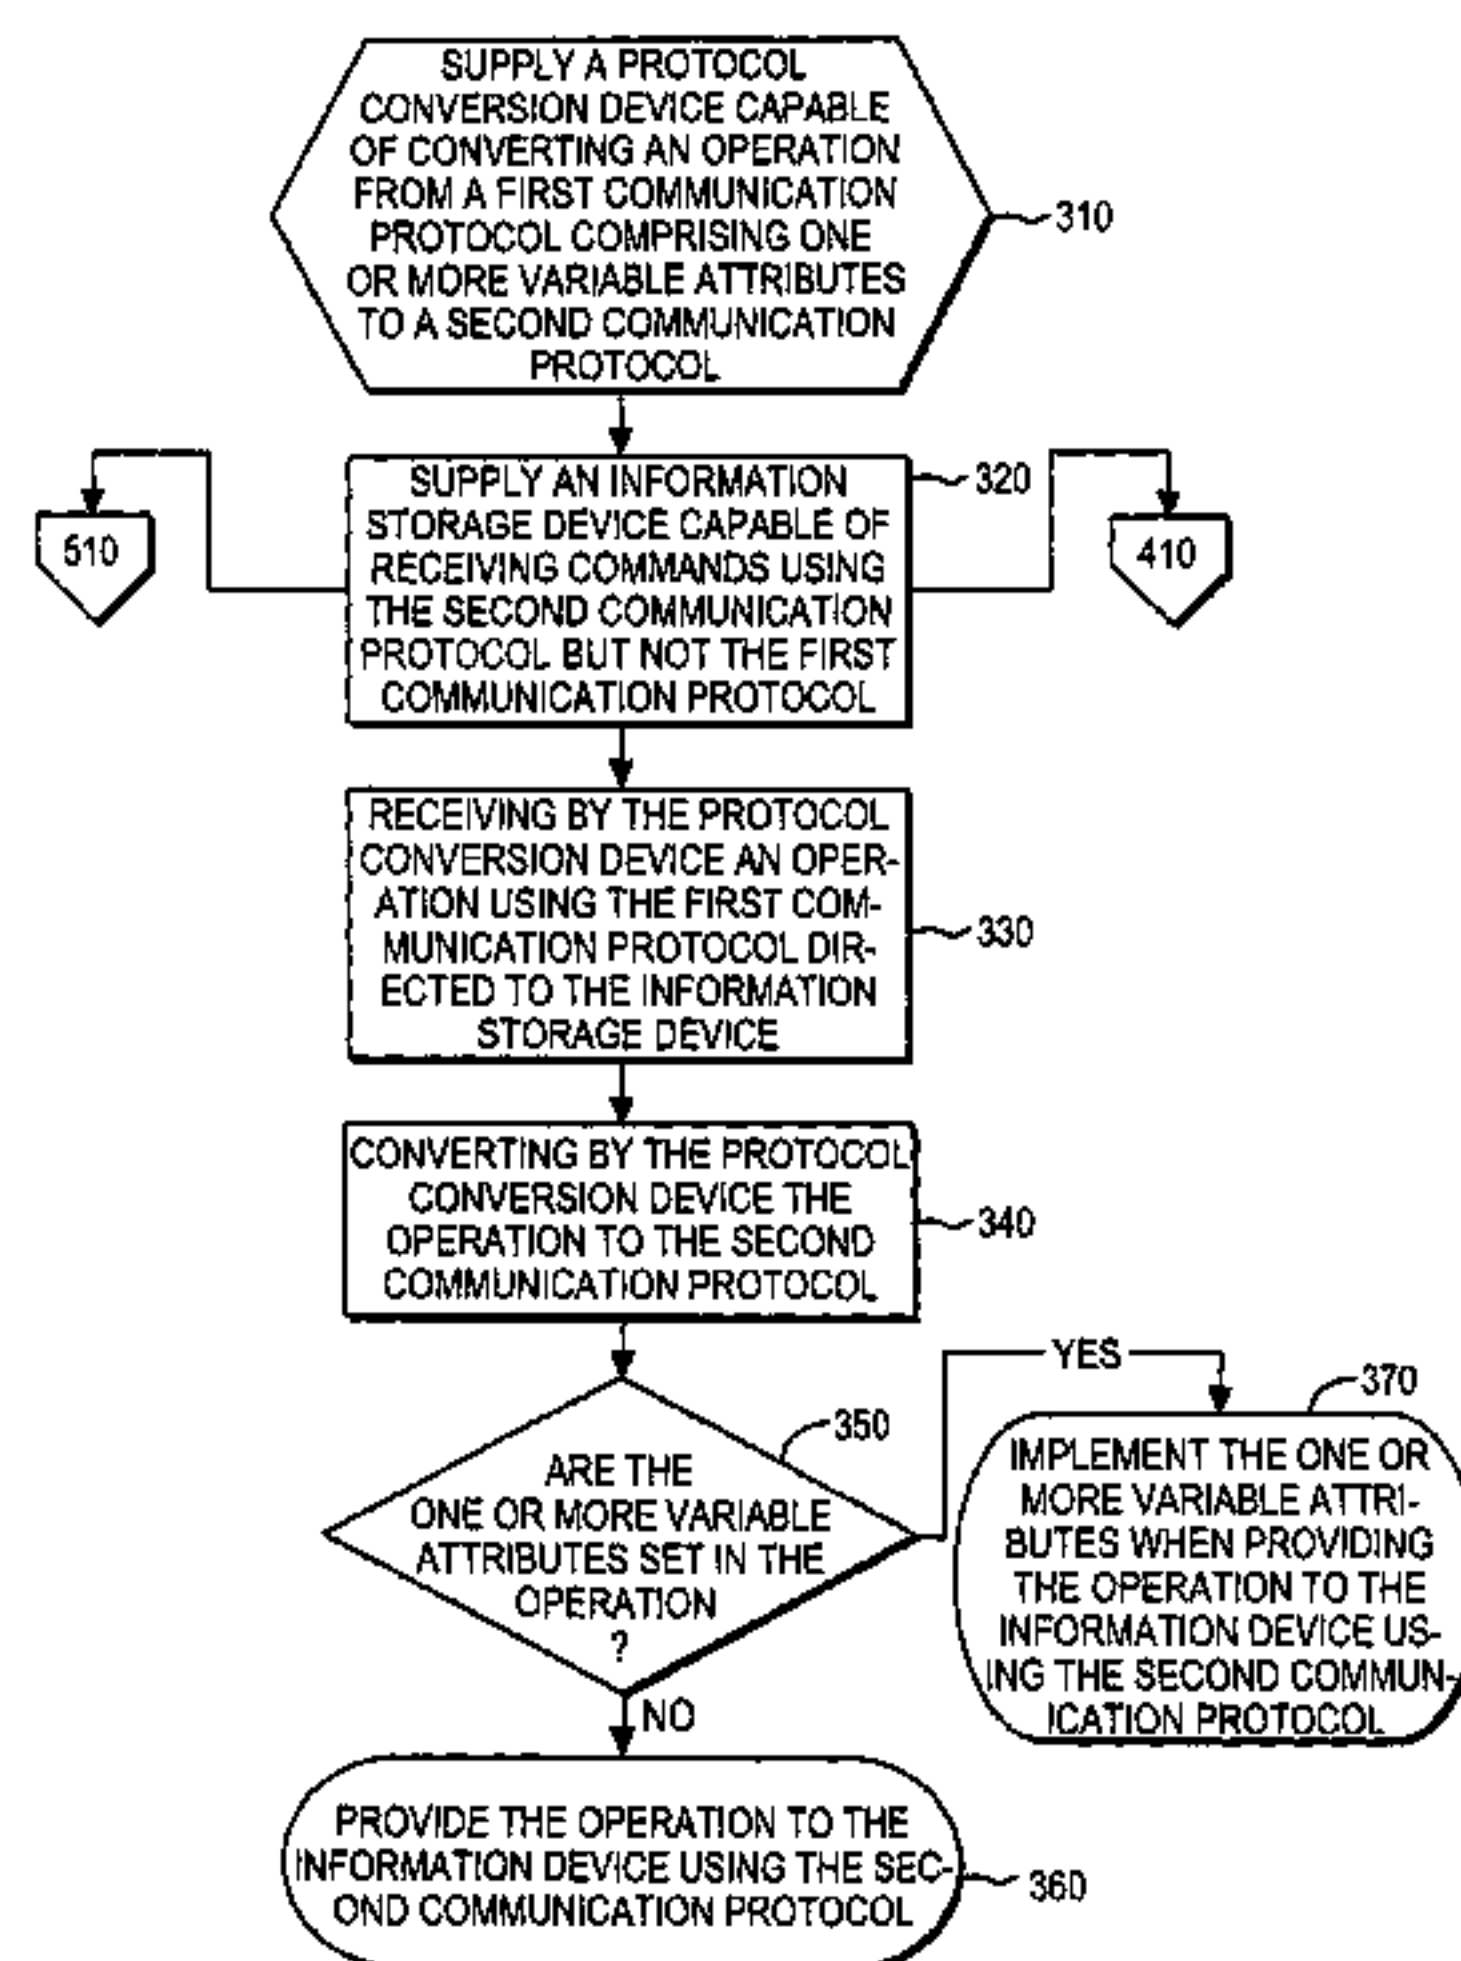 SUPPLY A PROTOCOL
CONVERSION DEVICE CAPABLE
OF CONVERTING AN OPERATION
FROM A FIRST COMMUNICATION
PROTOCOL COMPRISING ONE
OR MORE VARIABLE ATTRIBUTES
TO A SECOND COMMUNICATION
PROTOCOL
310
SUPPLY AN INFORMATION
STORAGE DEVICE CAPABLE OF
RECEIVING COMMANDS USING
THE SECOND COMMUNICATION
PROTOCOL BUT NOT THE FIRST
COMMUNICATION PROTOCOL
320
510
410
RECEIVING BY THE PROTOCOL
CONVERSION DEVICE AN OPER-
ATION USING THE FIRST COM-
MUNICATION PROTOCOL DIR-
ECTED TO THE INFORMATION
STORAGE DEVICE
330
CONVERTING BY THE PROTOCOL
CONVERSION DEVICE THE
OPERATION TO THE SECOND
COMMUNICATION PROTOCOL
340
ARE THE
ONE OR MORE VARIABLE
ATTRIBUTES SET IN THE
OPERATION
?
350
YES
370
IMPLEMENT THE ONE OR
MORE VARIABLE ATTRI-
BUTES WHEN PROVIDING
THE OPERATION TO THE
INFORMATION DEVICE US-
ING THE SECOND COMMUN-
ICATION PROTOCOL
NO
PROVIDE THE OPERATION TO THE
INFORMATION DEVICE USING THE SEC-
OND COMMUNICATION PROTOCOL
360